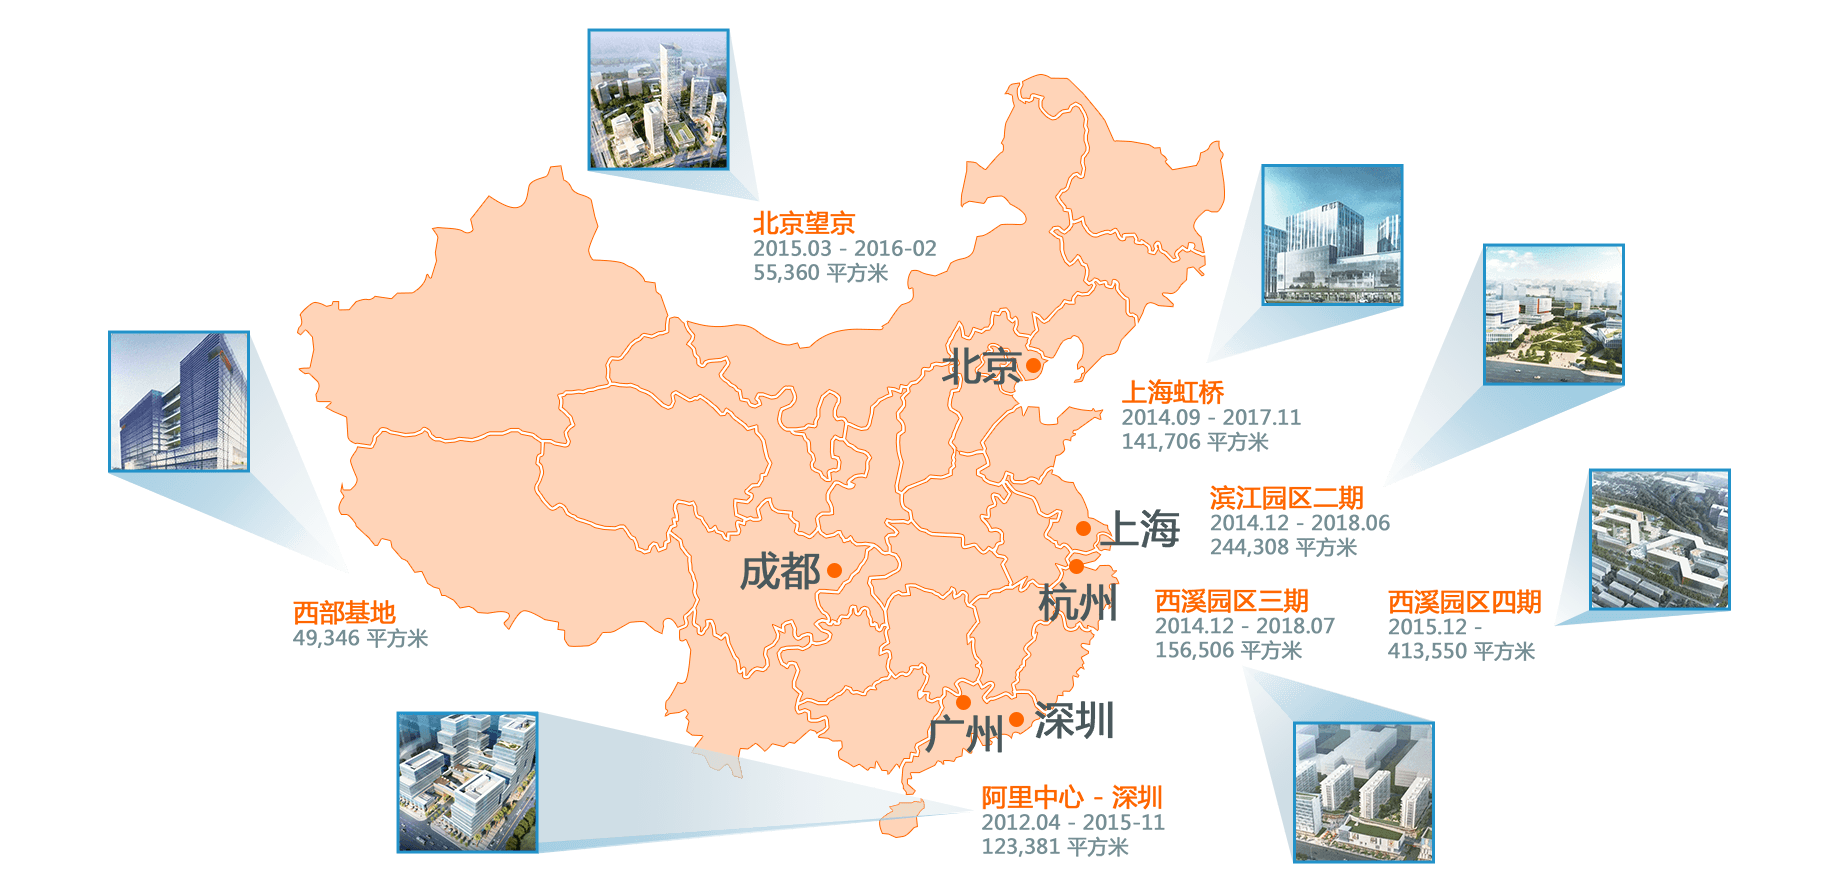 北京望京
2015.03 - 2016-02
55,360 平方米
北京
上海虹桥
2014.09 - 2017.11
141,706 平方米
滨江园区二期
2014.12 - 2018.06
244,308 平方米
上海
成都
杭州
西溪园区三期
2014.12 - 2018.07
156,506 平方米
西溪园区四期
2015.12 -
413,550 平方米
西部基地
49,346 平方米
广州
深圳
阿里中心 - 深圳
2012.04 - 2015-11
123,381 平方米